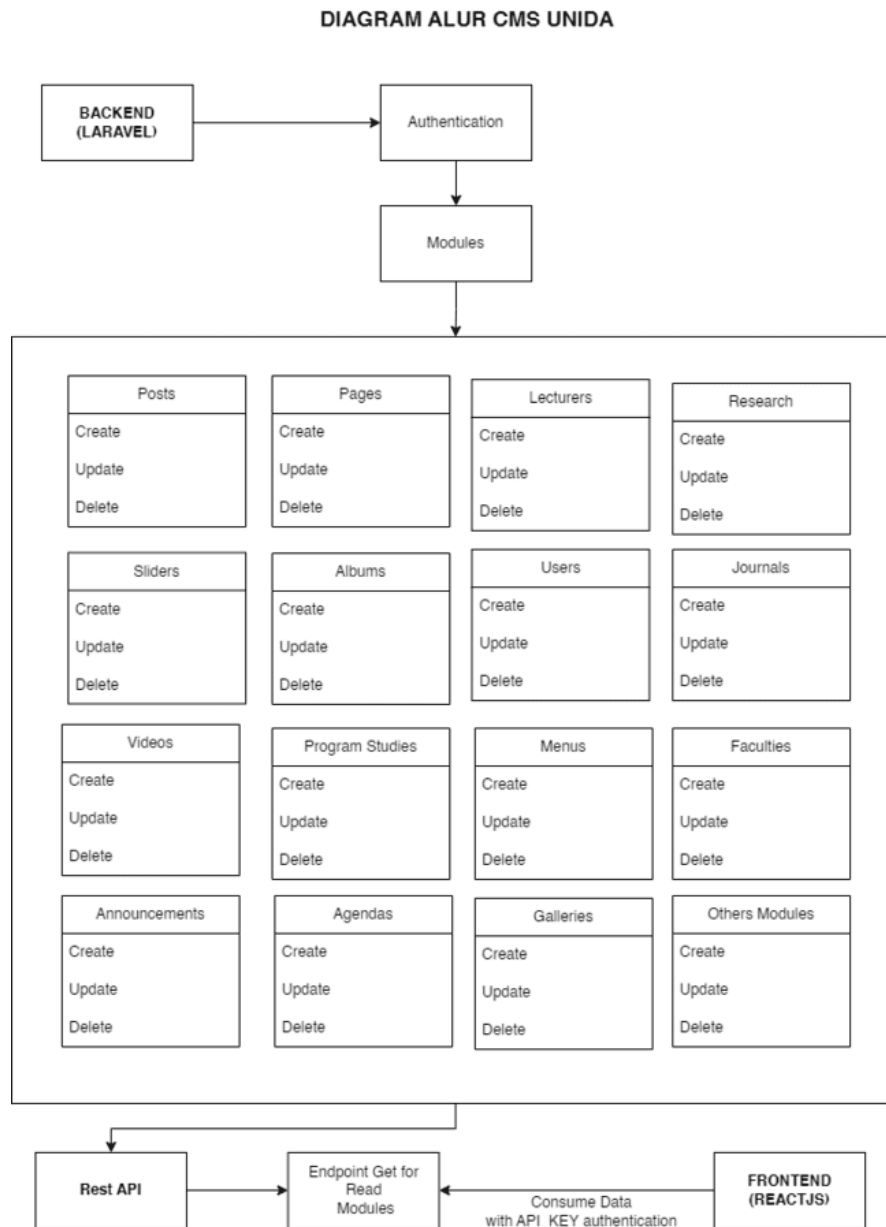 DIAGRAM ALUR CMS UNIDA
BACKEND
(LARAVEL)
Authentication
Modules
Posts
Create
Update
Delete
Pages
Create
Update
Delete
Lecturers
Create
Update
Delete
Research
Create
Update
Delete
Sliders
Create
Update
Delete
Albums
Create
Update
Delete
Users
Create
Update
Delete
Journals
Create
Update
Delete
Videos
Create
Update
Delete
Program Studies
Create
Update
Delete
Menus
Create
Update
Delete
Faculties
Create
Update
Delete
Announcements
Create
Update
Delete
Agendas
Create
Update
Delete
Galleries
Create
Update
Delete
Others Modules
Create
Update
Delete
Rest API
Endpoint Get for
Read
Modules
Consume Data
with API_KEY authentication
FRONTEND
(REACTJS)